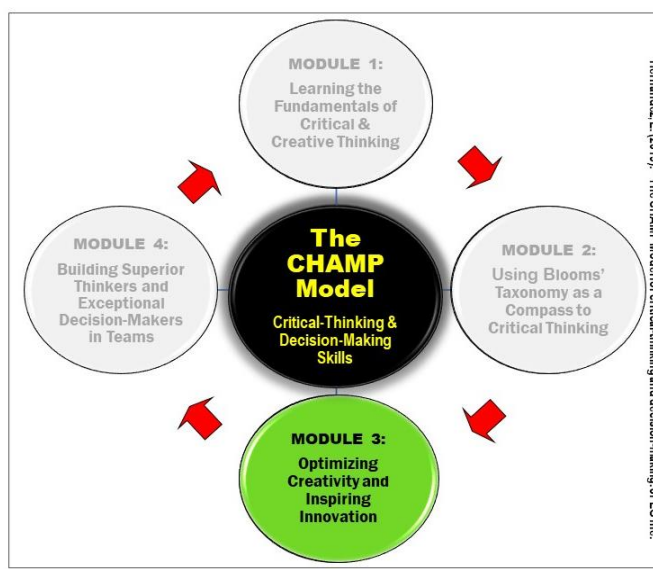 MODULE 1:
Learning the
Fundamentals of
Critical &
Creative Thinking
MODULE 4:
Building Superior
Thinkers and
Exceptional
Decision-Makers
in Teams
The
CHAMP
Model
Critical-Thinking &
Decision-Making
Skills
MODULE 2:
Using Blooms'
Taxonomy as a
Compass to
Critical Thinking
MODULE 3:
Optimizing
Creativity and
Inspiring
Innovation